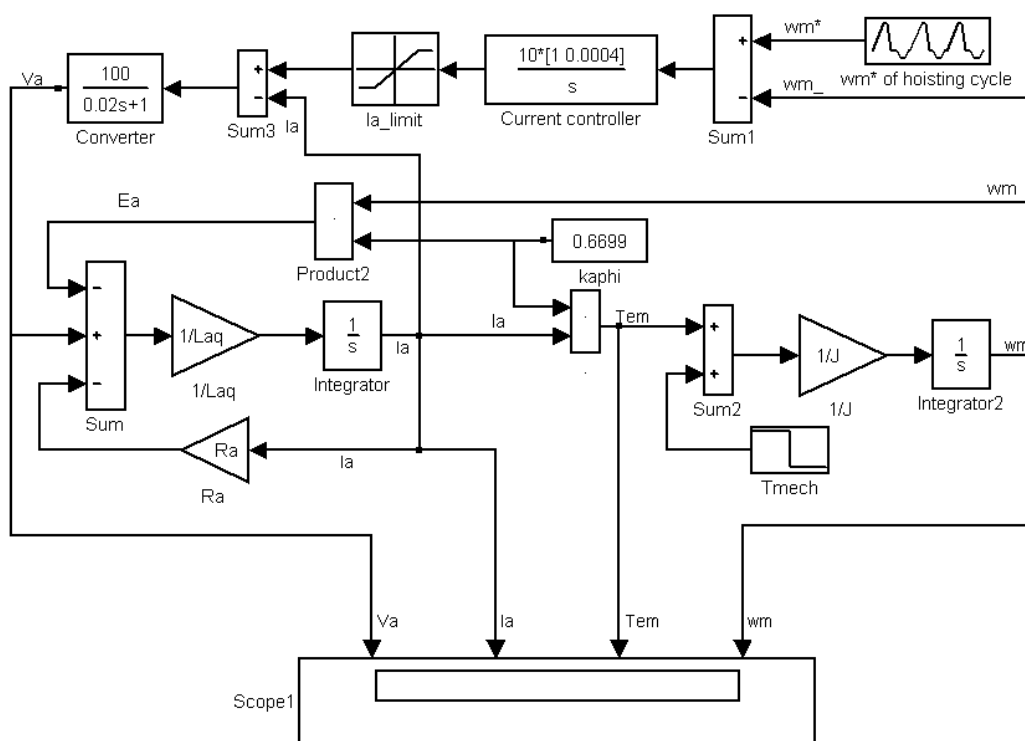 wm*
wm* of hoisting cycle
wm_
+
−
Sum1
10*[1 0.0004]
s
Current controller
Ia_limit
+
−
Sum3
Ia
100
0.02s+1
Converter
Va
wm
Ea
Product2
0.6699
kaphi
−
+
−
Sum
1/Laq
1/Laq
1
s
Integrator
Ia
Ia
Tem
+
+
Sum2
1/J
1/J
1
s
Integrator2
wm
Ra
Ra
Ia
Tmech
Va
Ia
Tem
wm
Scope1